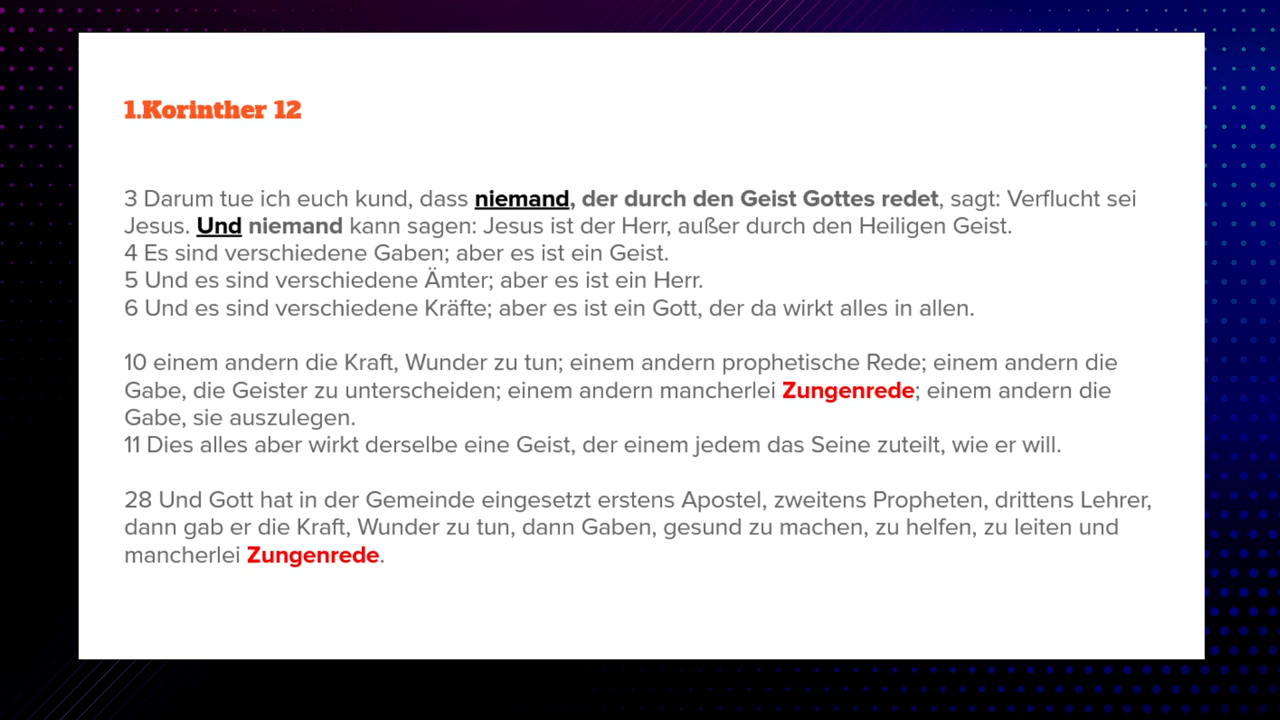 1.Korinther 12
3 Darum tue ich euch kund, dass niemand, der durch den Geist Gottes redet, sagt: Verflucht sei
Jesus. Und niemand kann sagen: Jesus ist der Herr, außer durch den Heiligen Geist.
4 Es sind verschiedene Gaben; aber es ist ein Geist.
5 Und es sind verschiedene Ämter; aber es ist ein Herr.
6 Und es sind verschiedene Kräfte; aber es ist ein Gott, der da wirkt alles in allen.
10 einem andern die Kraft, Wunder zu tun; einem andern prophetische Rede; einem andern die
Gabe, die Geister zu unterscheiden; einem andern mancherlei Zungenrede; einem andern die
Gabe, sie auszulegen.
11 Dies alles aber wirkt derselbe eine Geist, der einem jedem das Seine zuteilt, wie er will.
28 Und Gott hat in der Gemeinde eingesetzt erstens Apostel, zweitens Propheten, drittens Lehrer,
dann gab er die Kraft, Wunder zu tun, dann Gaben, gesund zu machen, zu helfen, zu leiten und
mancherlei Zungenrede.